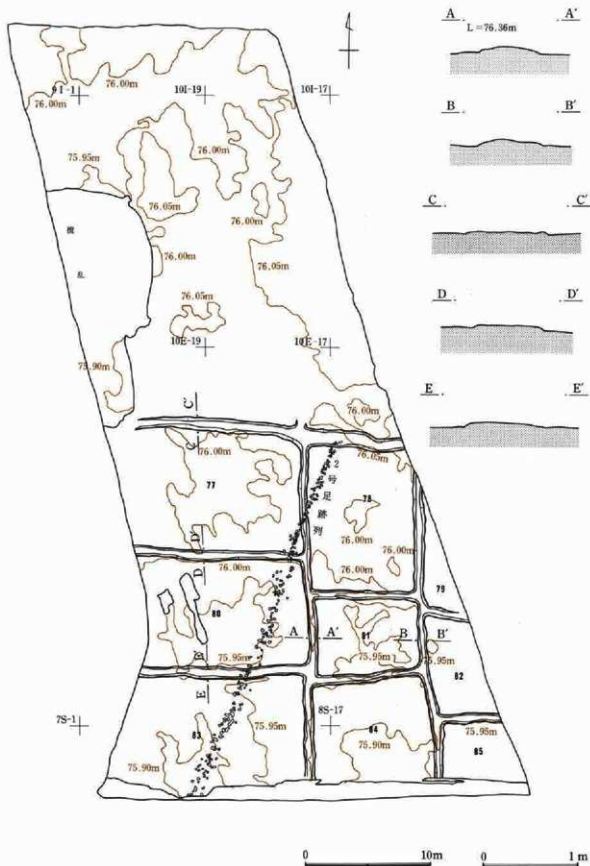 A A'
L=76.36m
B B'
C C'
D D'
E E'
76.00m
9I-1
10I-19
10I-17
76.00m
75.95m
76.00m
76.05m
76.00m
攪乱
76.00m
76.05m
76.05m
10E-19
10E-17
75.90m
76.00m
C'
C
76.00m
76.05m
2号足跡列
77
78
D'
D
76.00m
76.00m
76.00m
79
80
A A'
81
B B'
E'
75.95m
75.95m
75.95m
82
E
7S-1
8S-17
75.95m
75.95m
83
84
75.90m
75.90m
85
0 10m
0 1m